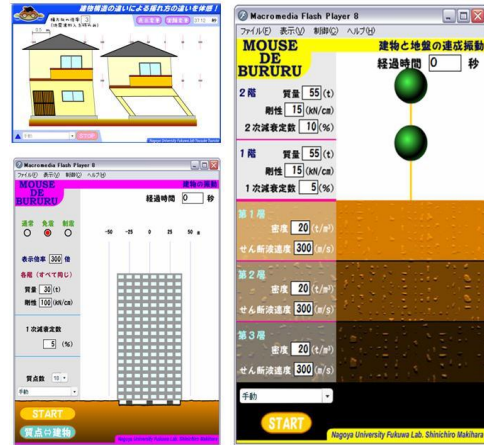 建物構造の違いによる揺れ方の違いを体感!
Macromedia Flash Player 8
ファイル(F) 表示(V) 制御(C) ヘルプ(H)
MOUSE
DE
BURURU
建物の振動
経過時間 0 秒
通常 免震 制震
-50 -25 0 25 50
表示倍率 300 倍
各階 (すべて同じ)
質量 30 (t)
剛性 100 (kN/cm)
1次減衰定数
5 (%)
質点数 10
手動
START
質点⇔建物
Nagoya University Fukuwa Lab. Shinichiro Makihara
Macromedia Flash Player 8
ファイル(F) 表示(V) 制御(C) ヘルプ(H)
MOUSE
DE
BURURU
建物と地盤の連成振動
経過時間 0 秒
2階 質量 55 (t)
剛性 15 (kN/cm)
2次減衰定数 10 (%)
1階 質量 55 (t)
剛性 15 (kN/cm)
1次減衰定数 5 (%)
第1層
密度 20 (t/m³)
せん断波速度 300 (m/s)
第2層
密度 20 (t/m³)
せん断波速度 300 (m/s)
第3層
密度 20 (t/m³)
せん断波速度 300 (m/s)
手動
START
Nagoya University Fukuwa Lab. Shinichiro Makihara